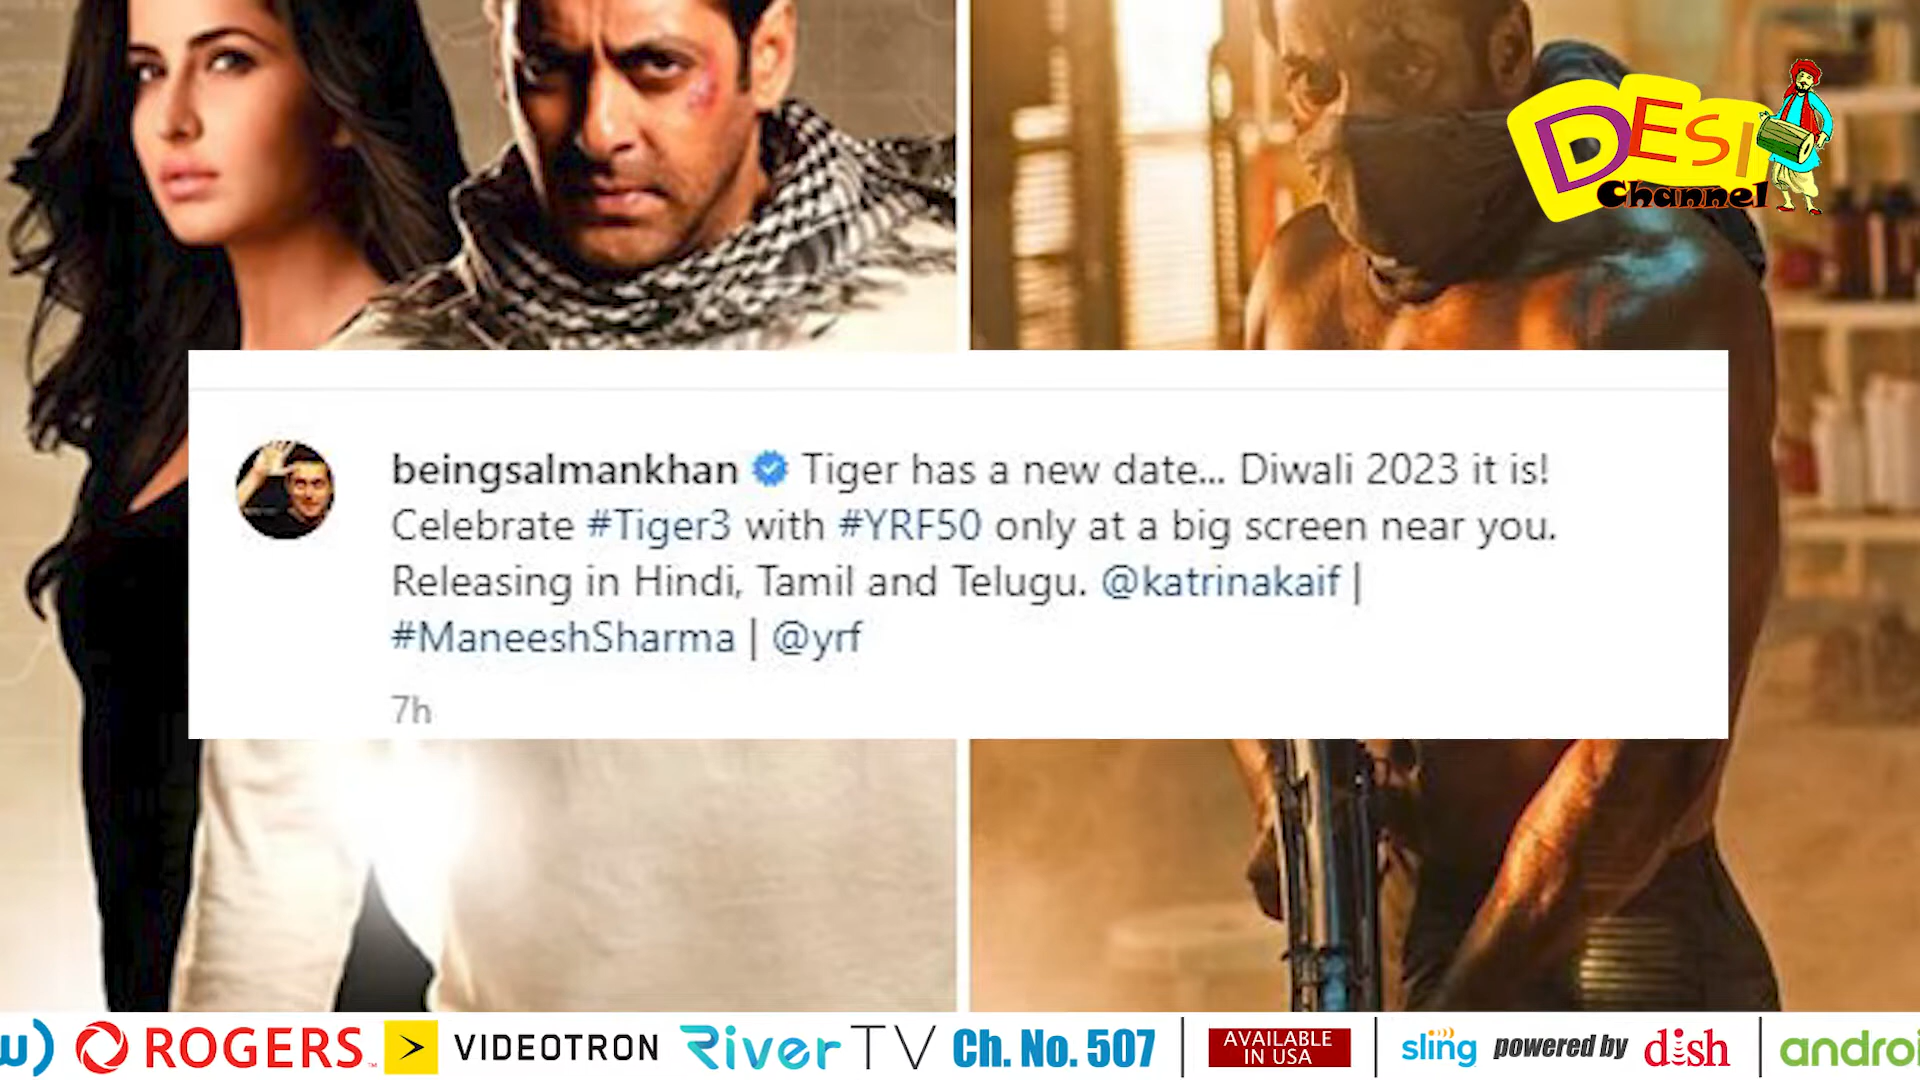 DESI
Channel
beingsalmankhan Tiger has a new date... Diwali 2023 it is!
Celebrate #Tiger3 with #YRF50 only at a big screen near you.
Releasing in Hindi, Tamil and Telugu. @katrinakaif |
#ManeeshSharma | @yrf
7h
ROGERS VIDEOTRON RiverTV Ch. No. 507 | AVAILABLE IN USA | sling powered by dish | androi